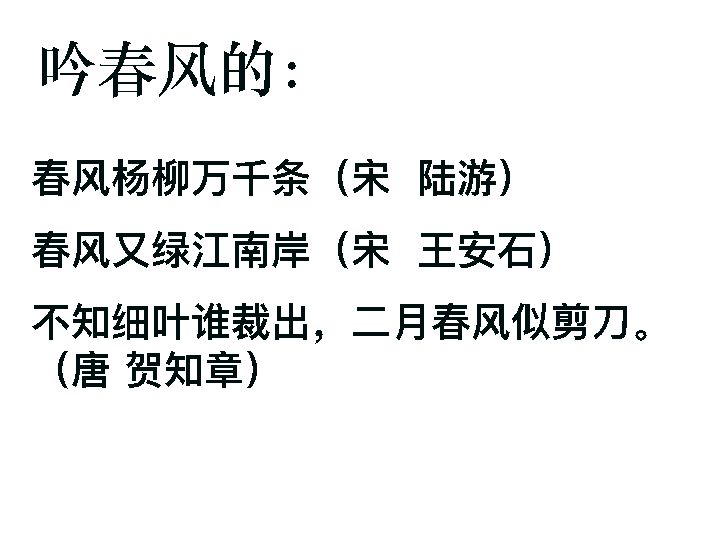 吟春风的：
春风杨柳万千条（宋 陆游）
春风又绿江南岸（宋 王安石）
不知细叶谁裁出，二月春风似剪刀。
（唐 贺知章）